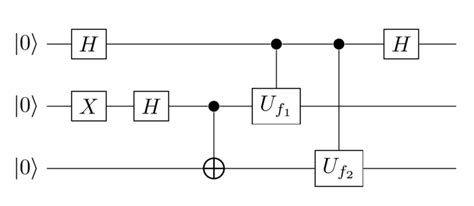 |0⟩ H H
|0⟩ X H U_{f_1}
|0⟩ U_{f_2}